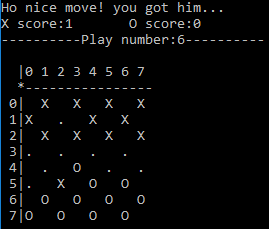 Ho nice move! you got him...
X score:1       O score:0
----------Play number:6----------

  |0 1 2 3 4 5 6 7
  *----------------
 0|  X   X   X   X
 1|X   .   X   X
 2|  X   X   X   X
 3|.   .   .   .
 4|  .   O   .   .
 5|.   X   O   O
 6|  O   O   O   O
 7|O   O   O   O